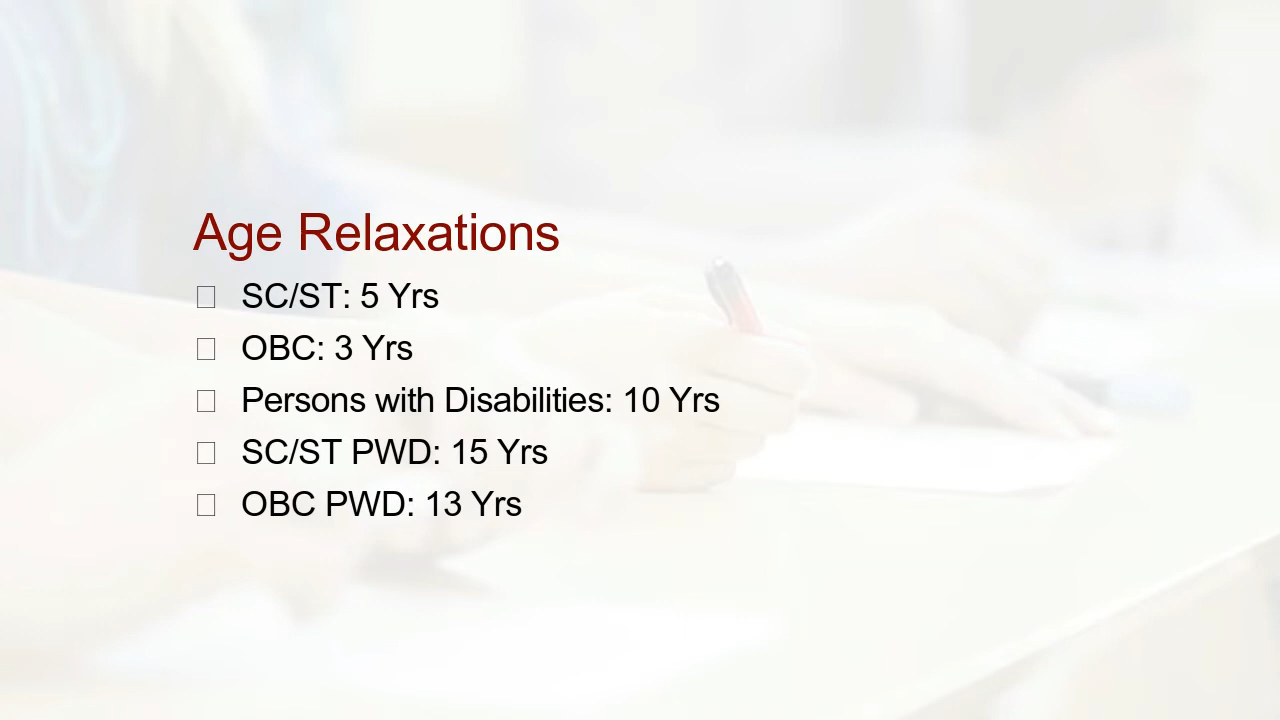 Age Relaxations
SC/ST: 5 Yrs
OBC: 3 Yrs
Persons with Disabilities: 10 Yrs
SC/ST PWD: 15 Yrs
OBC PWD: 13 Yrs